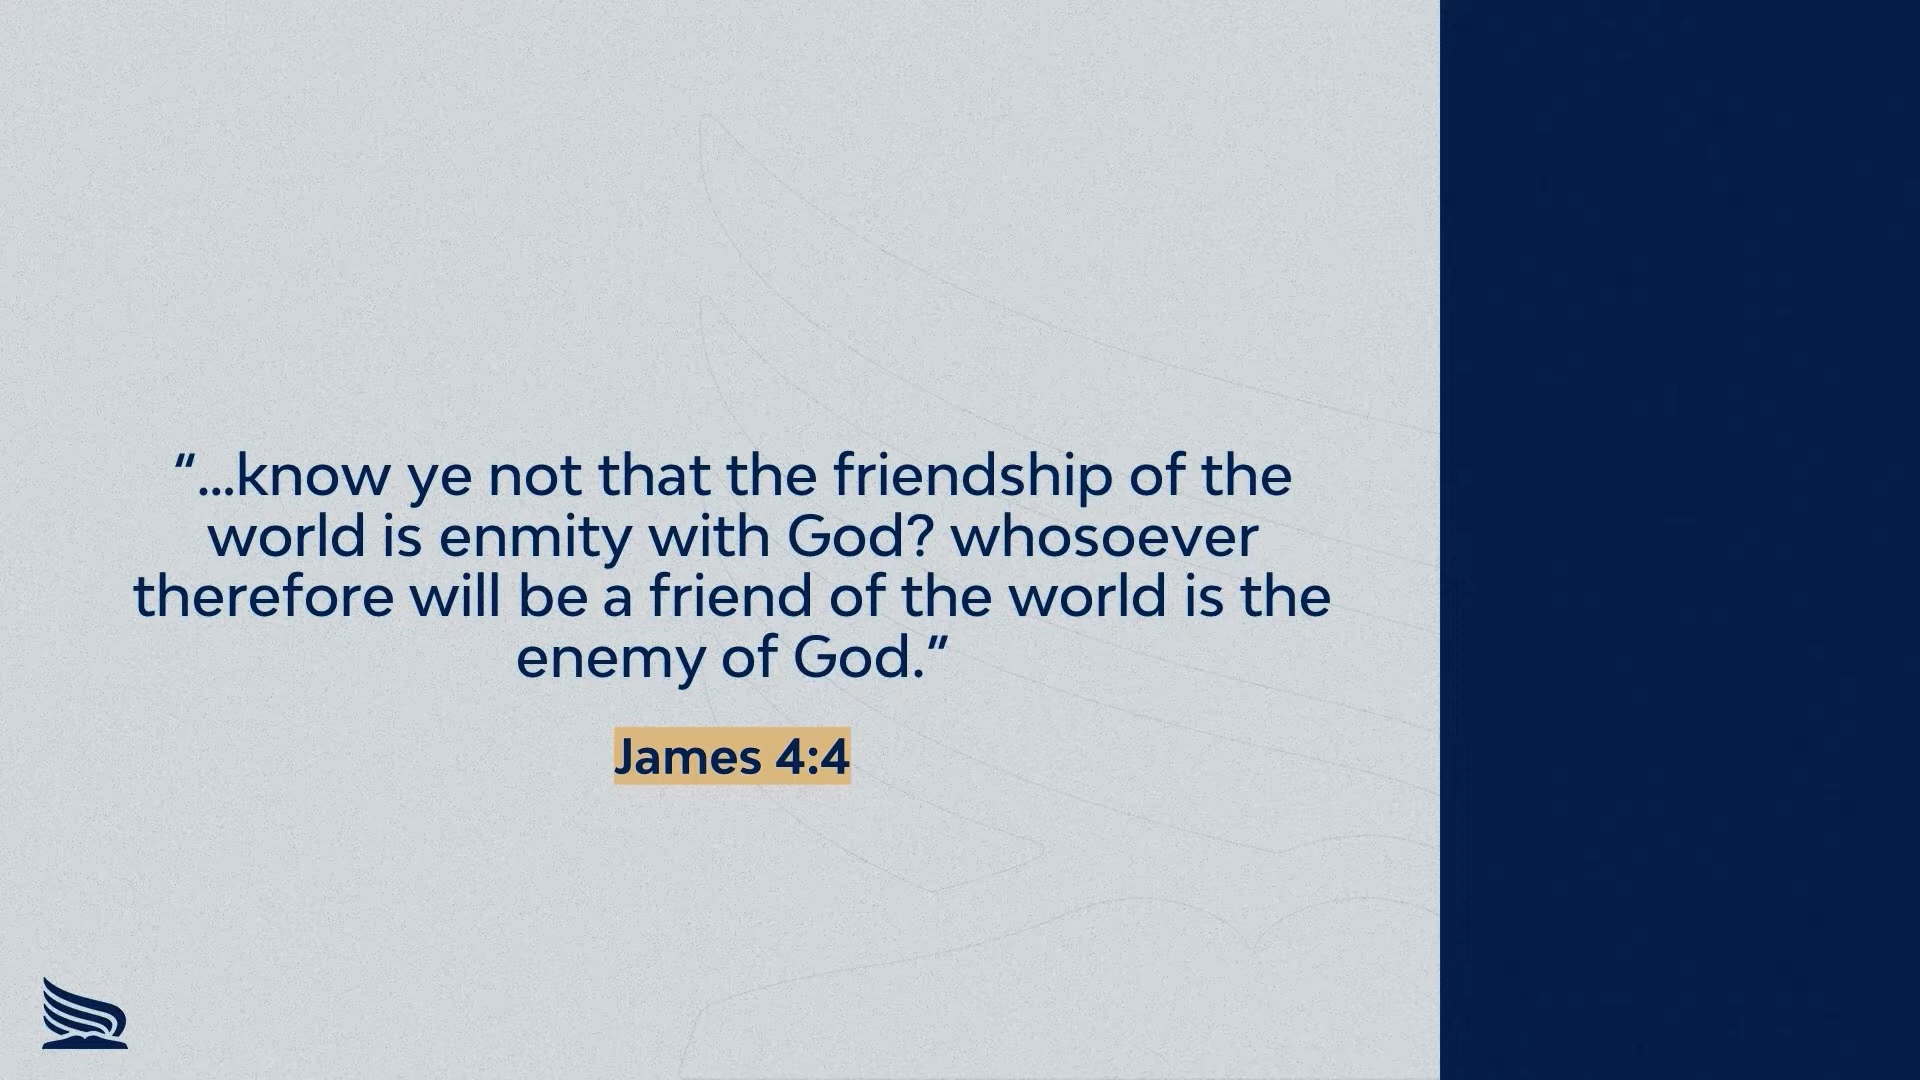 “...know ye not that the friendship of the
world is enmity with God? whosoever
therefore will be a friend of the world is the
enemy of God.”
James 4:4